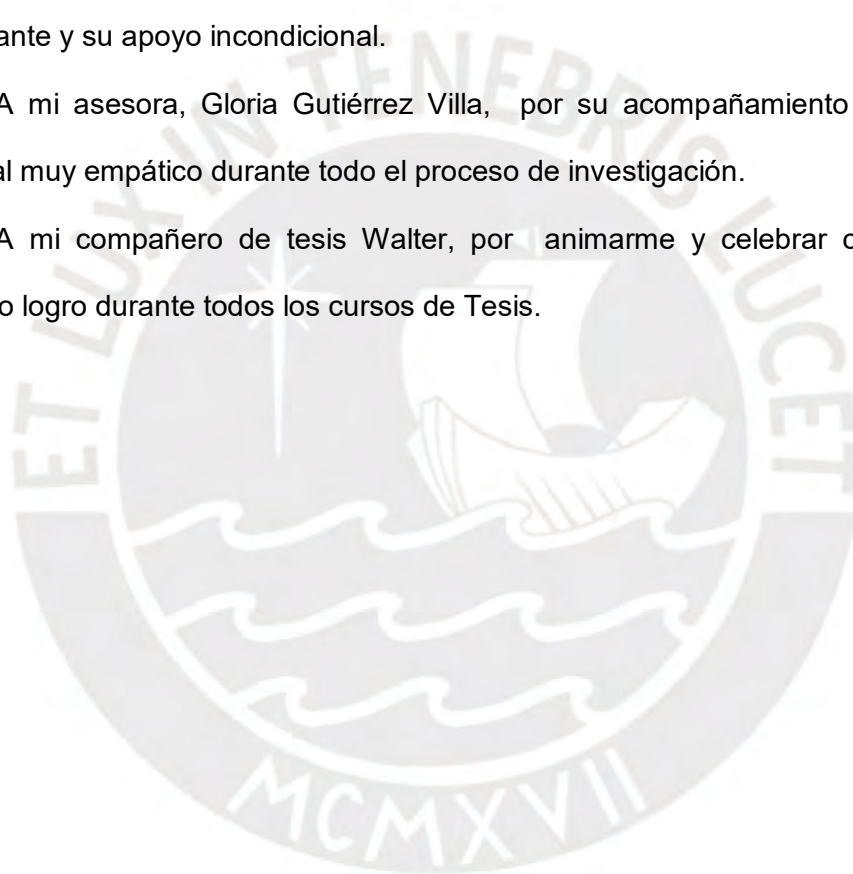 ante y su apoyo incondicional.
A mi asesora, Gloria Gutiérrez Villa, por su acompañamiento
al muy empático durante todo el proceso de investigación.
A mi compañero de tesis Walter, por animarme y celebrar c
o logro durante todos los cursos de Tesis.
ET LUX IN TENEBRIS LUCET
MCMXVII